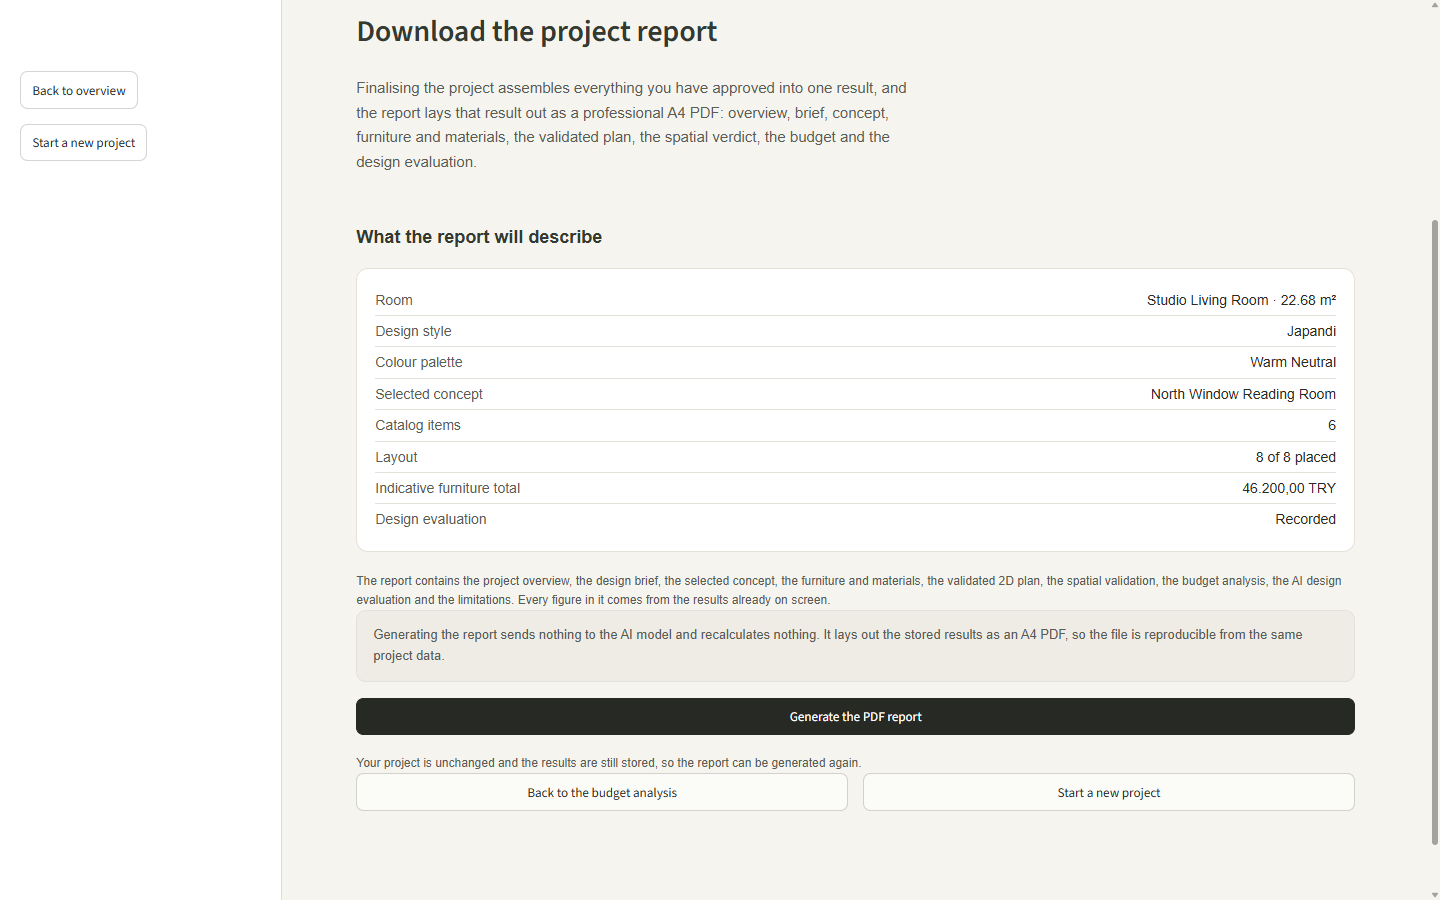 Back to overview
Start a new project
Download the project report
Finalising the project assembles everything you have approved into one result, and
the report lays that result out as a professional A4 PDF: overview, brief, concept,
furniture and materials, the validated plan, the spatial verdict, the budget and the
design evaluation.
What the report will describe
Room Studio Living Room · 22.68 m²
Design style Japandi
Colour palette Warm Neutral
Selected concept North Window Reading Room
Catalog items 6
Layout 8 of 8 placed
Indicative furniture total 46.200,00 TRY
Design evaluation Recorded
The report contains the project overview, the design brief, the selected concept, the furniture and materials, the validated 2D plan, the spatial validation, the budget analysis, the AI design
evaluation and the limitations. Every figure in it comes from the results already on screen.
Generating the report sends nothing to the AI model and recalculates nothing. It lays out the stored results as an A4 PDF, so the file is reproducible from the same
project data.
Generate the PDF report
Your project is unchanged and the results are still stored, so the report can be generated again.
Back to the budget analysis
Start a new project